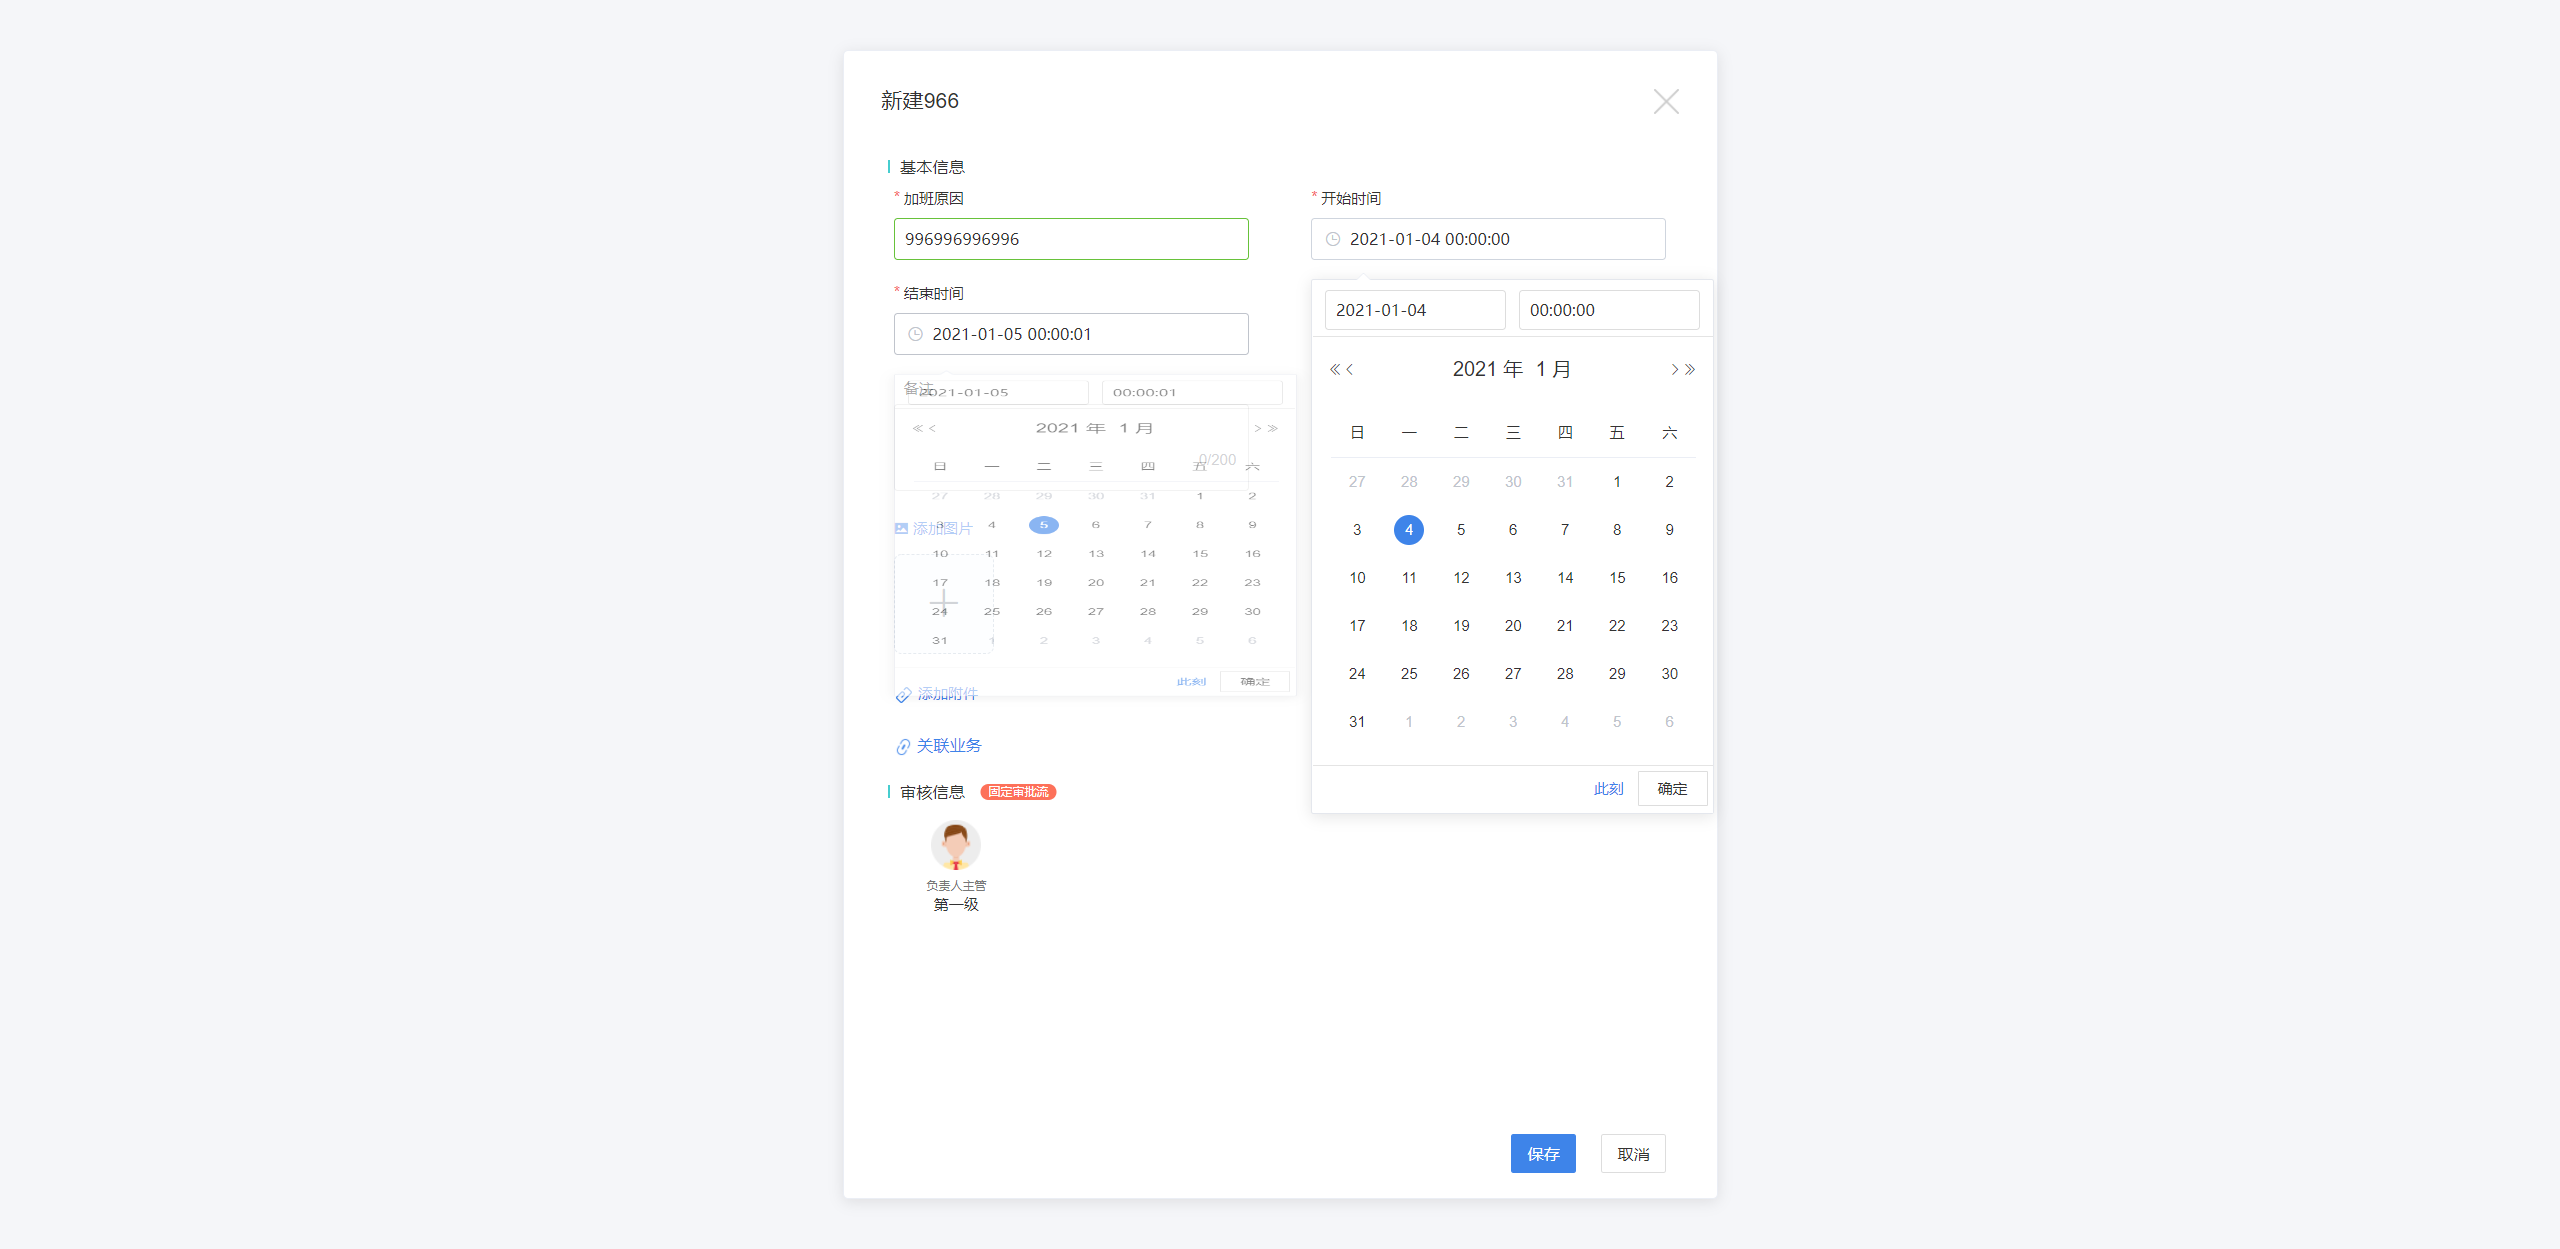 新建966
基本信息
* 加班原因
996996996996
* 开始时间
2021-01-04 00:00:00
* 结束时间
2021-01-05 00:00:01
2021-01-04 00:00:00
2021 年 1 月
日 一 二 三 四 五 六
27 28 29 30 31 1 2
3 4 5 6 7 8 9
10 11 12 13 14 15 16
17 18 19 20 21 22 23
24 25 26 27 28 29 30
31 1 2 3 4 5 6
此刻 确定
备注
2021-01-05 00:00:01
2021 年 1 月
0/200
日 一 二 三 四 五 六
27 28 29 30 31 1 2
添加图片
3 4 5 6 7 8 9
10 11 12 13 14 15 16
17 18 19 20 21 22 23
24 25 26 27 28 29 30
31 1 2 3 4 5 6
此刻 确定
添加附件
关联业务
审核信息 固定审批流
负责人主管
第一级
保存 取消